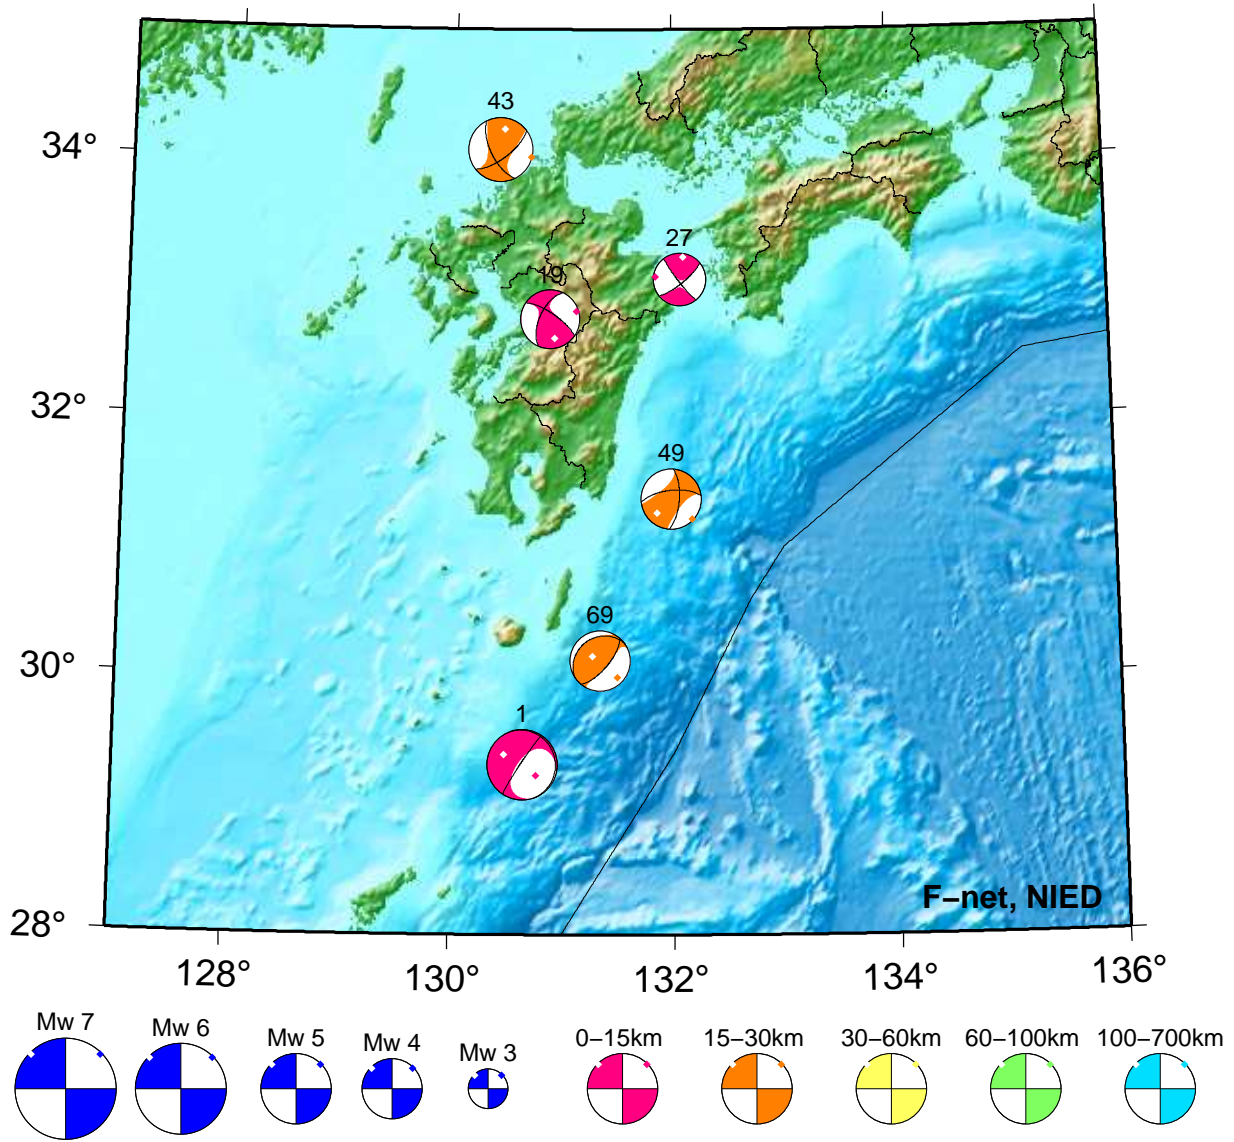 43
34°
27
19
32°
49
69
30°
1
F–net, NIED
28°
128°
130°
132°
134°
136°
Mw 7
Mw 6
Mw 5
Mw 4
Mw 3
0–15km
15–30km
30–60km
60–100km
100–700km